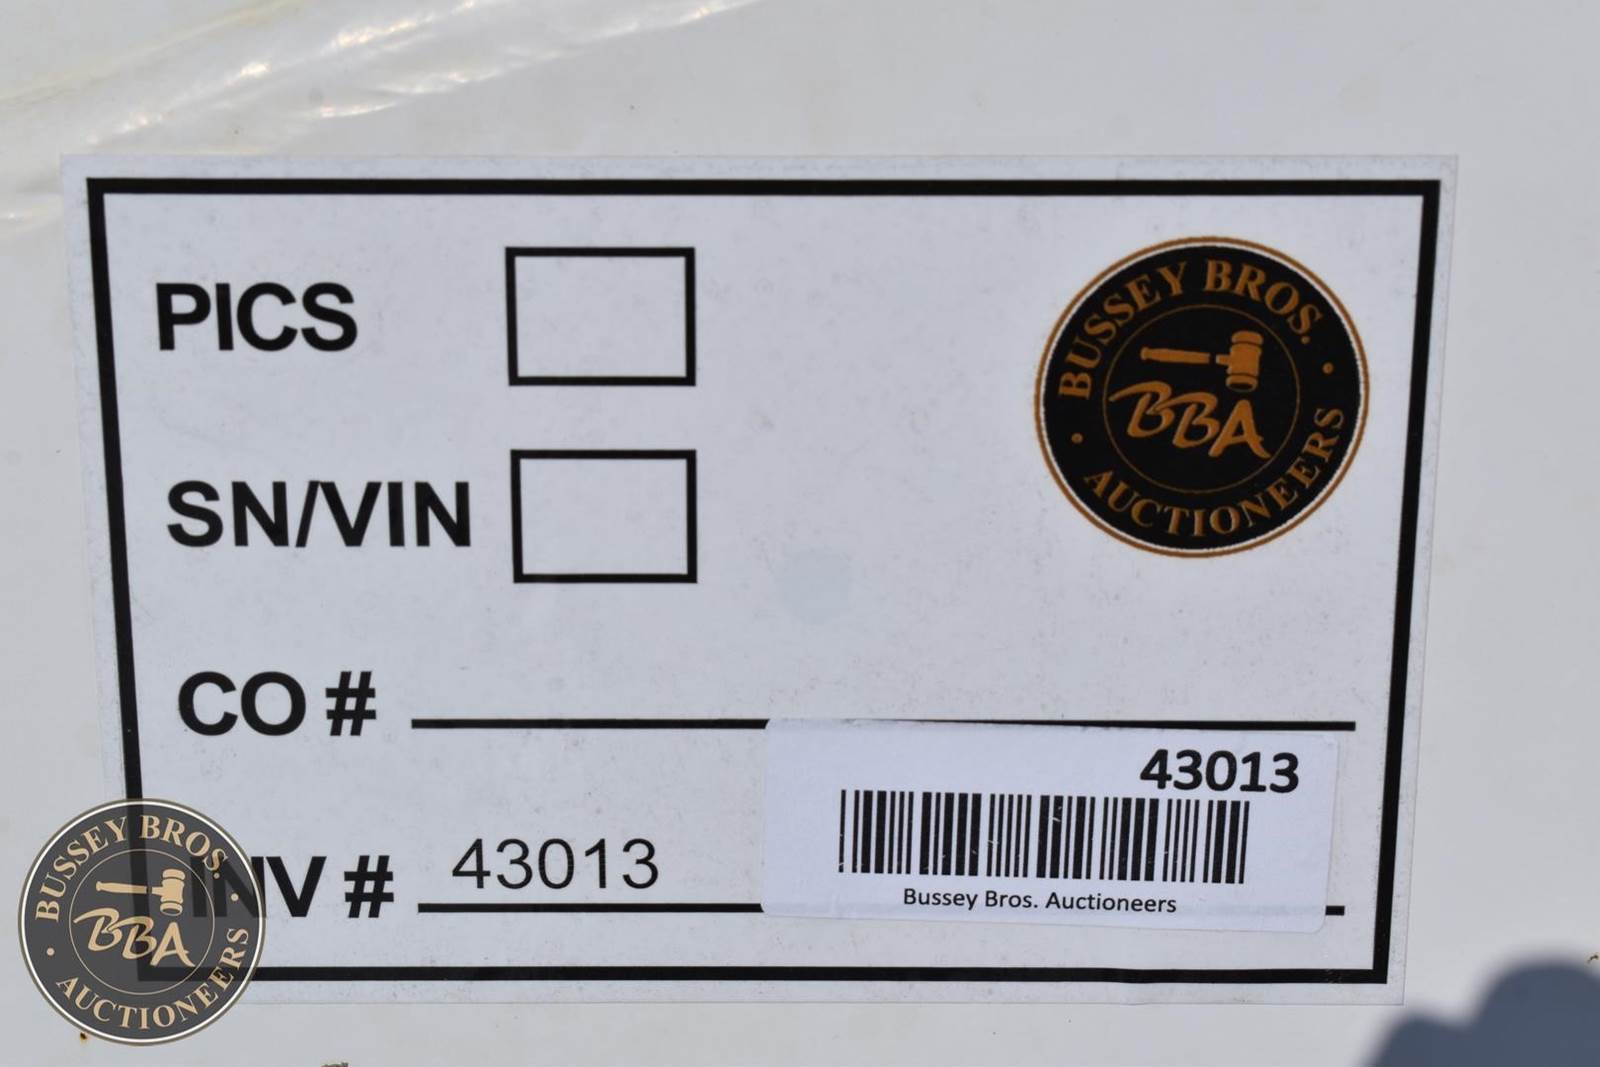 PICS
BUSSEY BROS.
BBA
AUCTIONEERS
SN/VIN
CO #
43013
INV # 43013
Bussey Bros. Auctioneers
BUSSEY BROS.
BBA
AUCTIONEERS